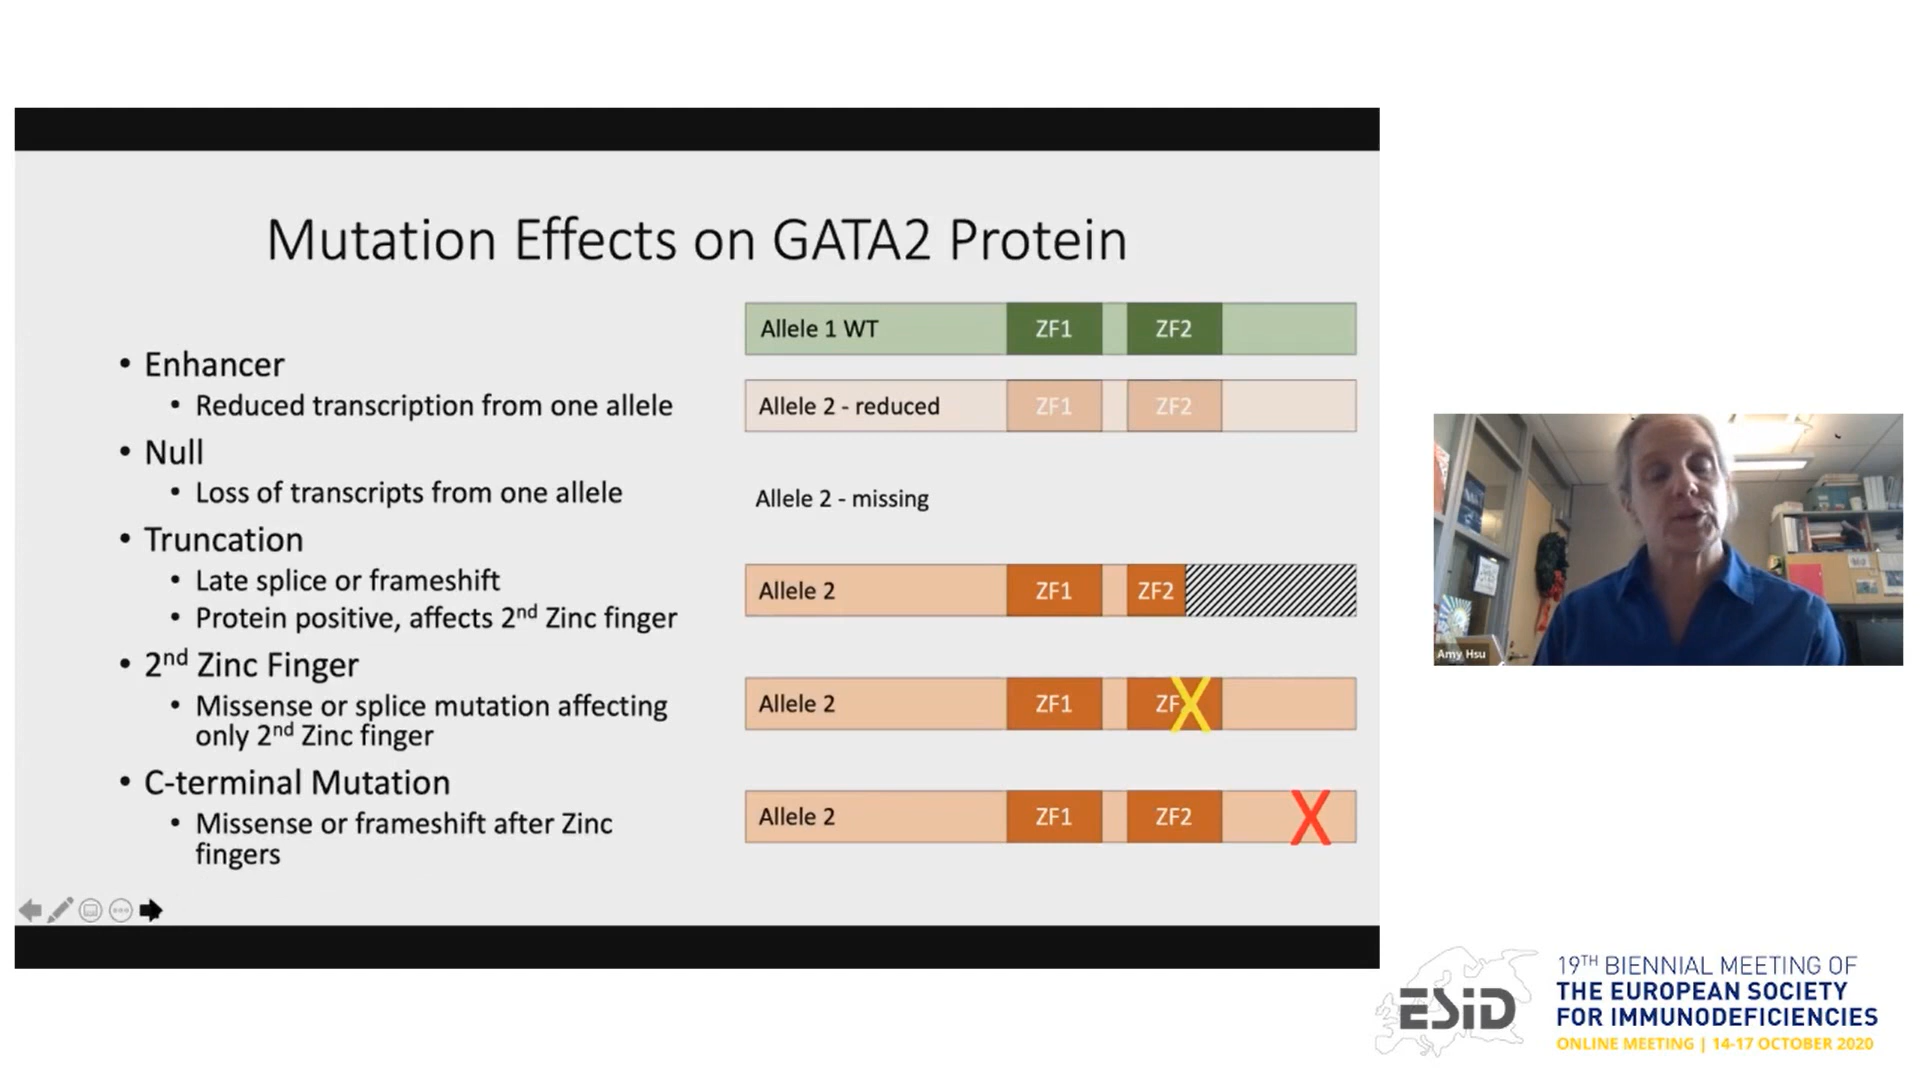 Mutation Effects on GATA2 Protein
• Enhancer
• Reduced transcription from one allele
• Null
• Loss of transcripts from one allele
• Truncation
• Late splice or frameshift
• Protein positive, affects 2nd Zinc finger
• 2nd Zinc Finger
• Missense or splice mutation affecting
only 2nd Zinc finger
• C-terminal Mutation
• Missense or frameshift after Zinc
fingers
Allele 1 WT ZF1 ZF2
Allele 2 - reduced ZF1 ZF2
Allele 2 - missing
Allele 2 ZF1 ZF2
Allele 2 ZF1 ZF
Allele 2 ZF1 ZF2
Amy Hsu
ESiD
19TH BIENNIAL MEETING OF
THE EUROPEAN SOCIETY
FOR IMMUNODEFICIENCIES
ONLINE MEETING | 14-17 OCTOBER 2020